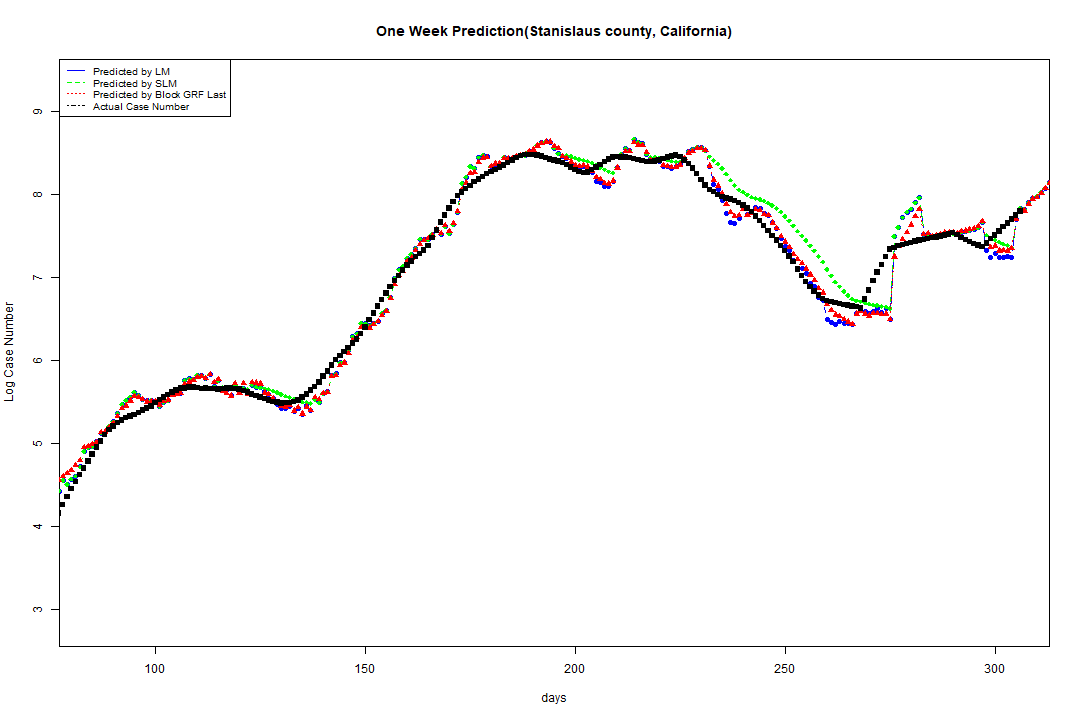 One Week Prediction(Stanislaus county, California)
Predicted by LM
Predicted by SLM
Predicted by Block GRF Last
Actual Case Number
Log Case Number
9
8
7
6
5
4
3
100 150 200 250 300
days